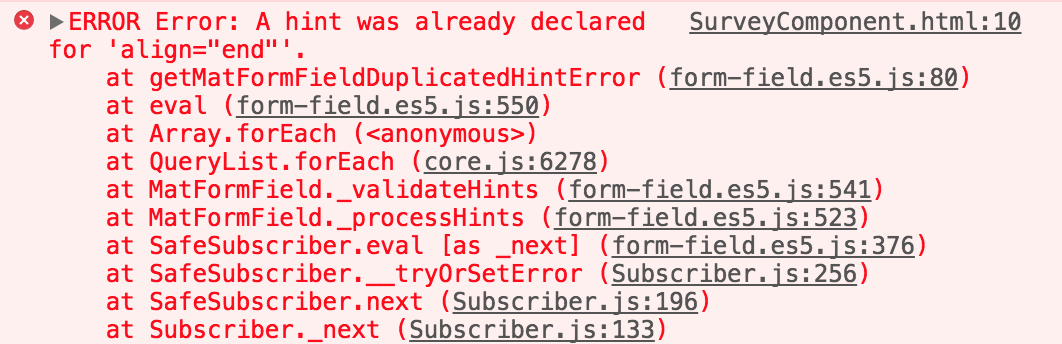 ▶ERROR Error: A hint was already declared SurveyComponent.html:10
for 'align="end"'.
at getMatFormFieldDuplicatedHintError (form-field.es5.js:80)
at eval (form-field.es5.js:550)
at Array.forEach (<anonymous>)
at QueryList.forEach (core.js:6278)
at MatFormField._validateHints (form-field.es5.js:541)
at MatFormField._processHints (form-field.es5.js:523)
at SafeSubscriber.eval [as _next] (form-field.es5.js:376)
at SafeSubscriber.__tryOrSetError (Subscriber.js:256)
at SafeSubscriber.next (Subscriber.js:196)
at Subscriber._next (Subscriber.js:133)